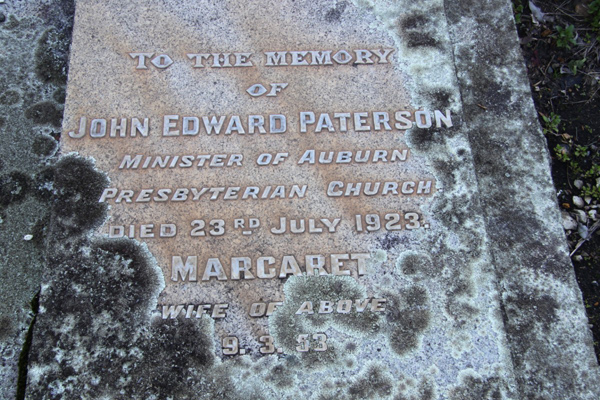 TO THE MEMORY
OF
JOHN EDWARD PATERSON
MINISTER OF AUBURN
PRESBYTERIAN CHURCH.
DIED 23RD JULY 1923.
MARGARET
WIFE OF ABOVE
9. 3.